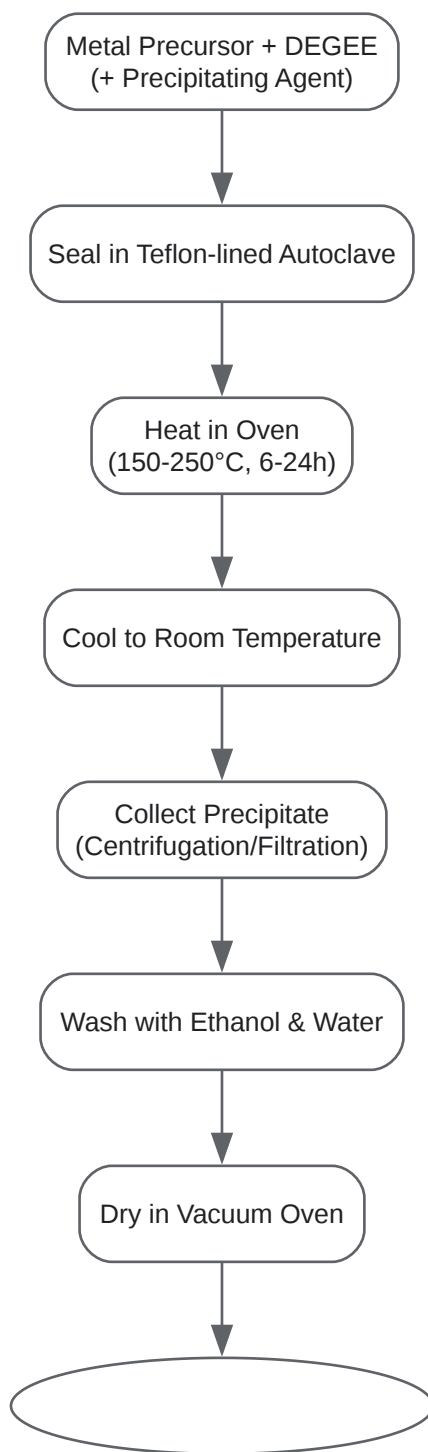 Metal Precursor + DEGEE
(+ Precipitating Agent)
Seal in Teflon-lined Autoclave
Heat in Oven
(150-250°C, 6-24h)
Cool to Room Temperature
Collect Precipitate
(Centrifugation/Filtration)
Wash with Ethanol & Water
Dry in Vacuum Oven